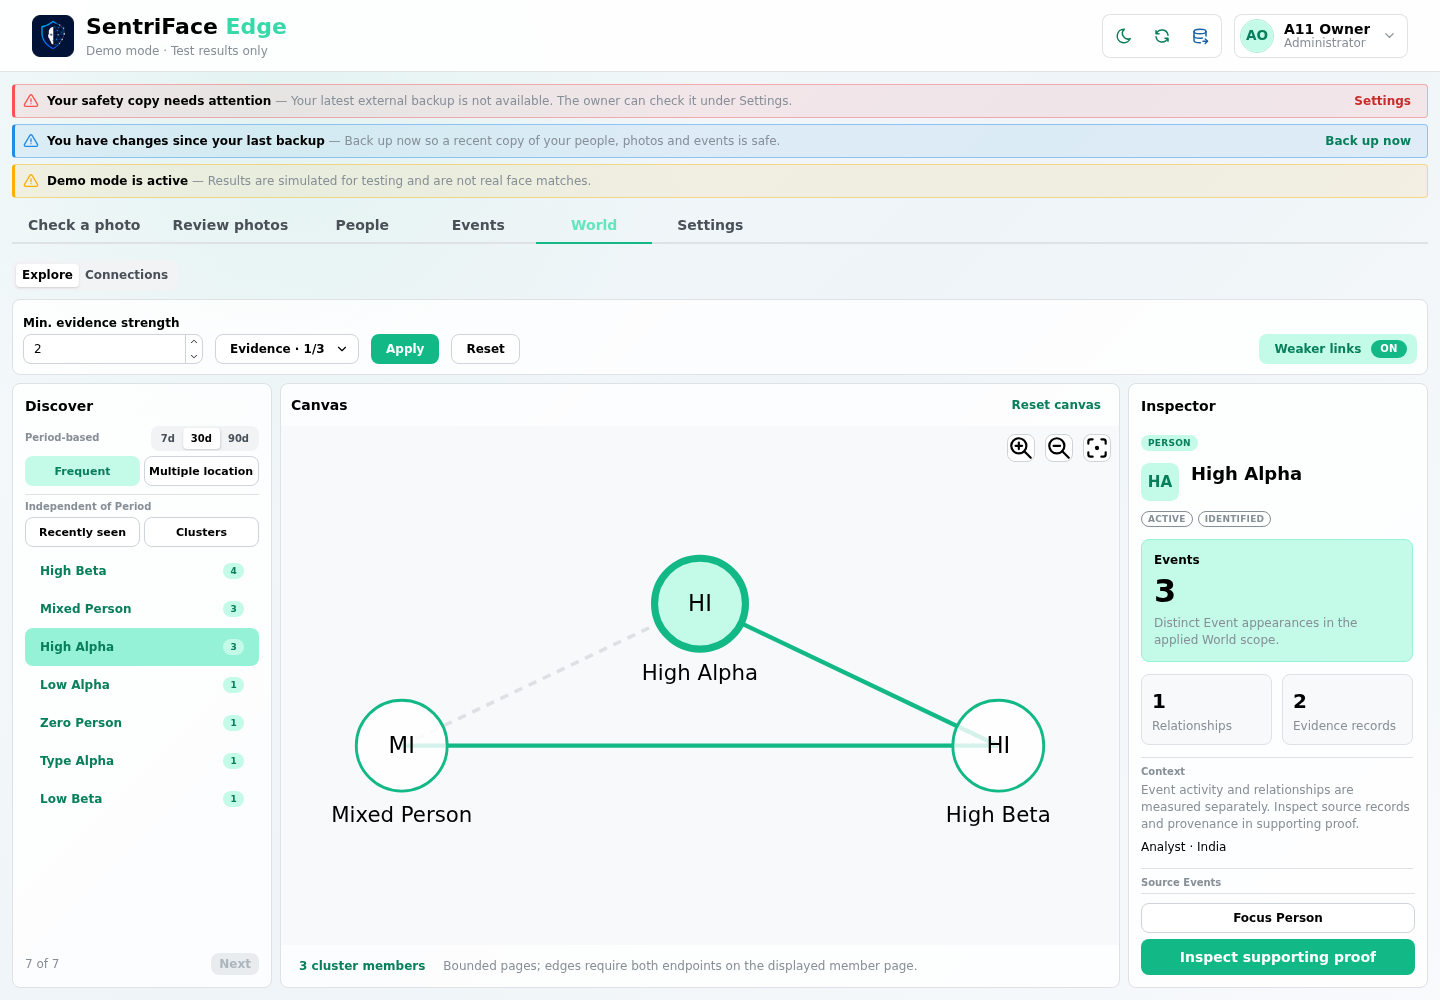 SentriFace Edge
Demo mode · Test results only
AO
A11 Owner
Administrator
Your safety copy needs attention — Your latest external backup is not available. The owner can check it under Settings.
Settings
You have changes since your last backup — Back up now so a recent copy of your people, photos and events is safe.
Back up now
Demo mode is active — Results are simulated for testing and are not real face matches.
Check a photo
Review photos
People
Events
World
Settings
Explore
Connections
Min. evidence strength
2
Evidence · 1/3
Apply
Reset
Weaker links ON
Discover
Period-based
7d
30d
90d
Frequent
Multiple location
Independent of Period
Recently seen
Clusters
High Beta 4
Mixed Person 3
High Alpha 3
Low Alpha 1
Zero Person 1
Type Alpha 1
Low Beta 1
7 of 7
Next
Canvas
Reset canvas
HI
High Alpha
MI
Mixed Person
HI
High Beta
3 cluster members
Bounded pages; edges require both endpoints on the displayed member page.
Inspector
PERSON
HA
High Alpha
ACTIVE
IDENTIFIED
Events
3
Distinct Event appearances in the
applied World scope.
1
Relationships
2
Evidence records
Context
Event activity and relationships are
measured separately. Inspect source records
and provenance in supporting proof.
Analyst · India
Source Events
Focus Person
Inspect supporting proof